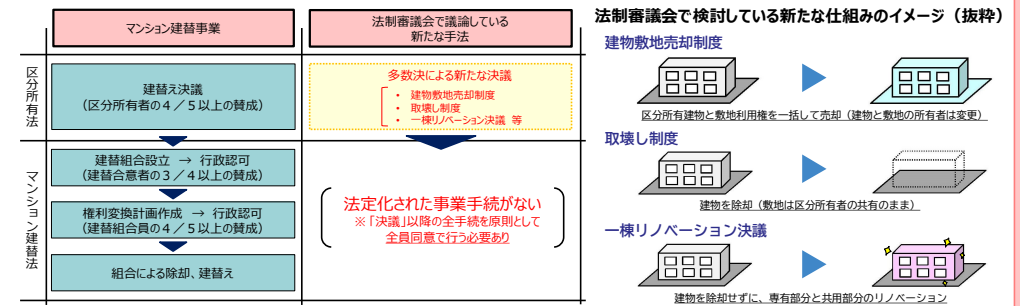 マンション建替事業
法制審議会で議論している
新たな手法
区分所有法
建替え決議
(区分所有者の4/5以上の賛成)
多数決による新たな決議
• 建物敷地売却制度
• 取壊し制度
• 一棟リノベーション決議 等
マンション建替法
建替組合設立 → 行政認可
(建替合意者の3/4以上の賛成)
権利変換計画作成 → 行政認可
(建替組合員の4/5以上の賛成)
組合による除却、建替え
法定化された事業手続がない
※「決議」以降の全手続を原則として
全員同意で行う必要あり
法制審議会で検討している新たな仕組みのイメージ(抜粋)
建物敷地売却制度
区分所有建物と敷地利用権を一括して売却(建物と敷地の所有者は変更)
取壊し制度
建物を除却(敷地は区分所有者の共有のまま)
一棟リノベーション決議
建物を除却せずに、専有部分と共用部分のリノベーション